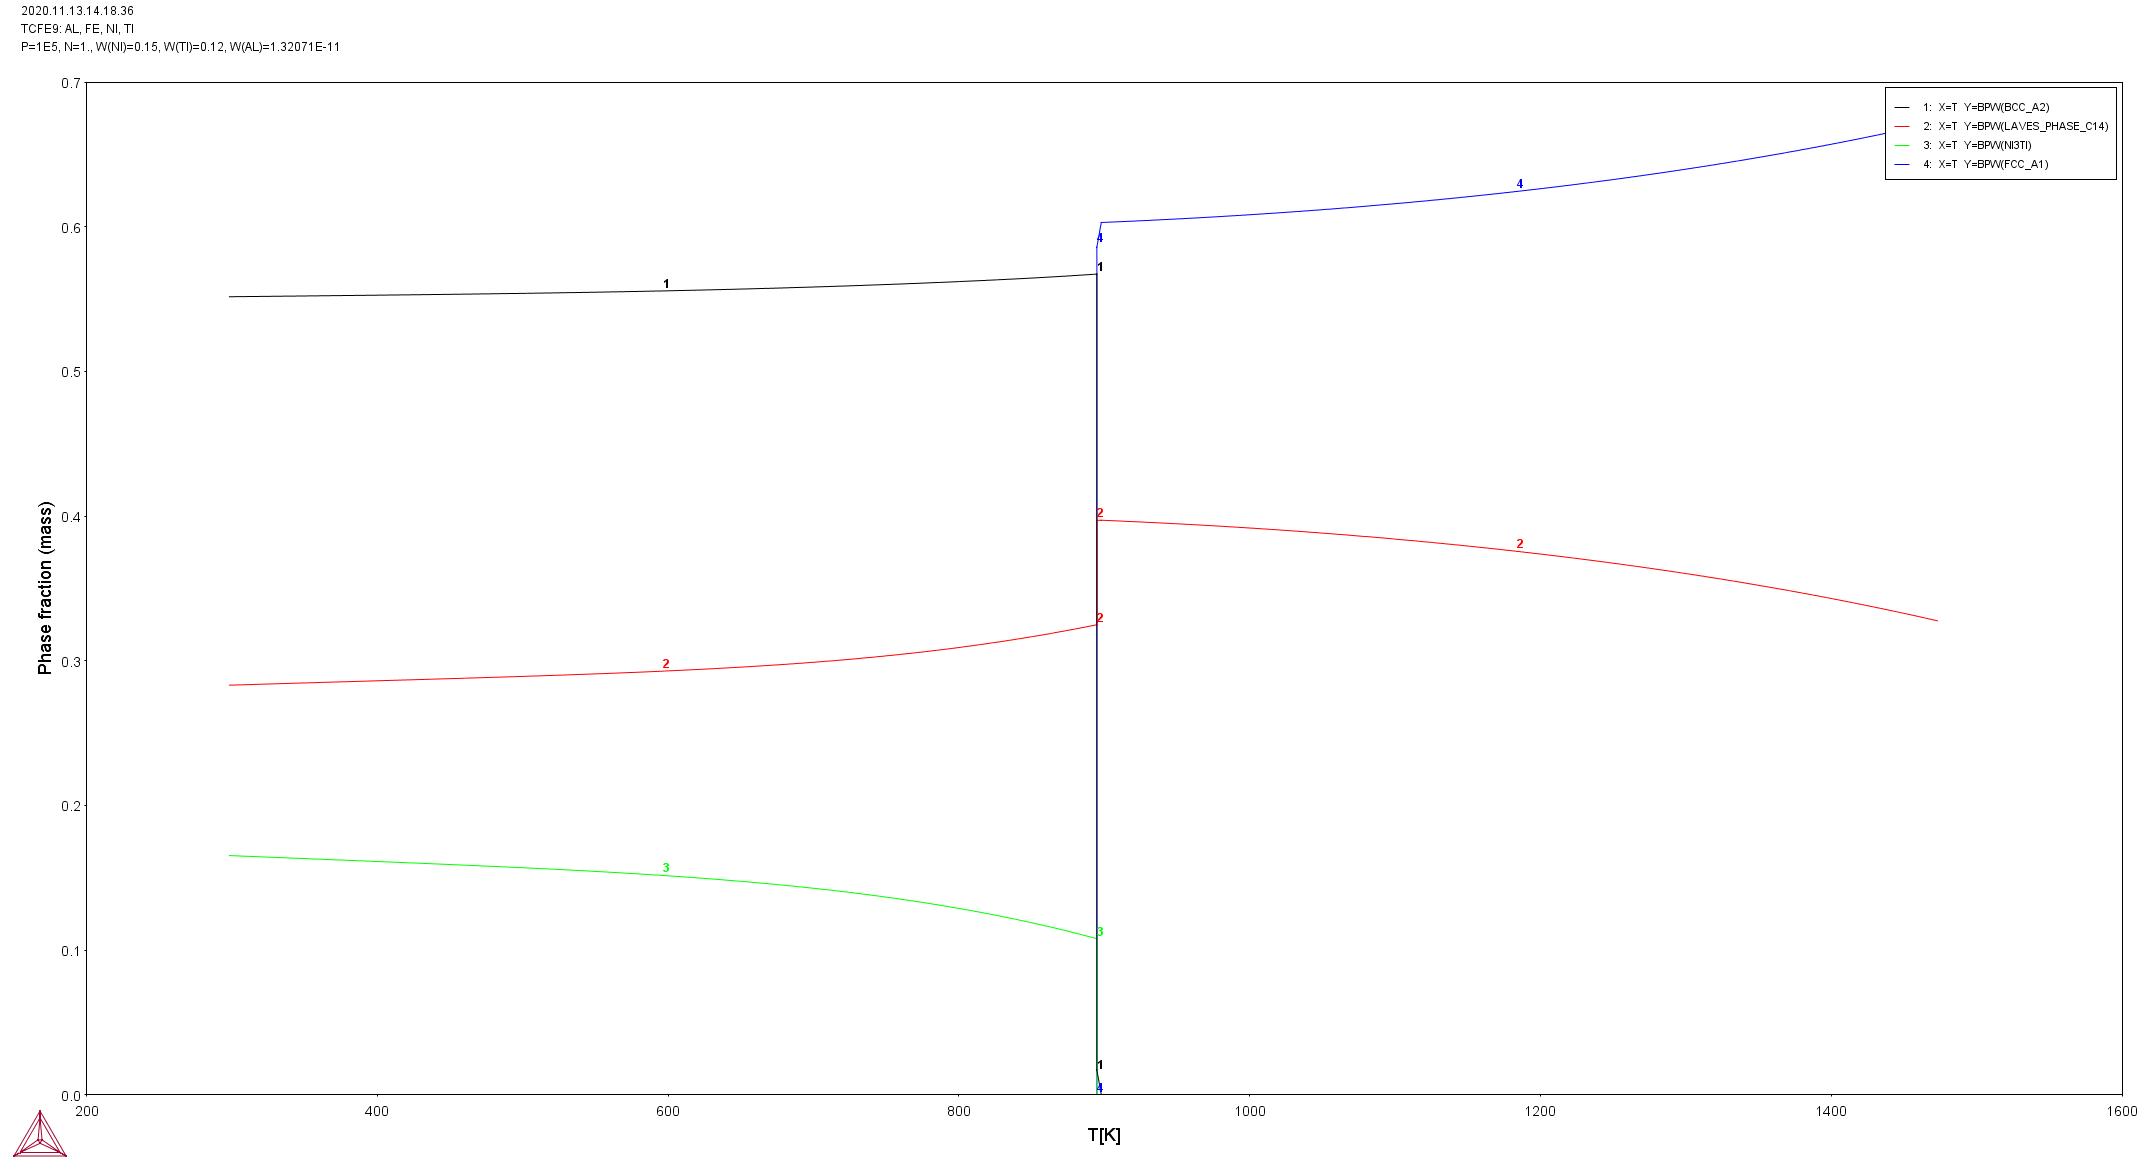 2020.11.13.14.18.36
TCFE9: AL, FE, NI, TI
P=1E5, N=1., W(NI)=0.15, W(TI)=0.12, W(AL)=1.32071E-11
0.7
1: X=T Y=BPW(BCC_A2)
2: X=T Y=BPW(LAVES_PHASE_C14)
3: X=T Y=BPW(NI3TI)
4: X=T Y=BPW(FCC_A1)
4
0.6
4
1
1
0.5
Phase fraction (mass)
0.4
2
2
2
0.3
2
0.2
3
3
0.1
1
4
0.0
200 400 600 800 1000 1200 1400 1600
T[K]